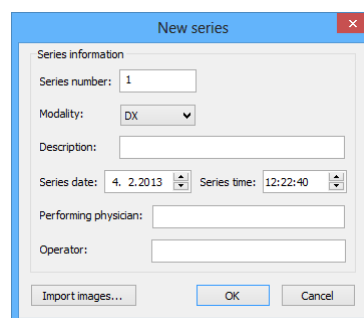 New series
Series information
Series number: 1
Modality: DX
Description:
Series date: 4. 2.2013 Series time: 12:22:40
Performing physician:
Operator:
Import images... OK Cancel